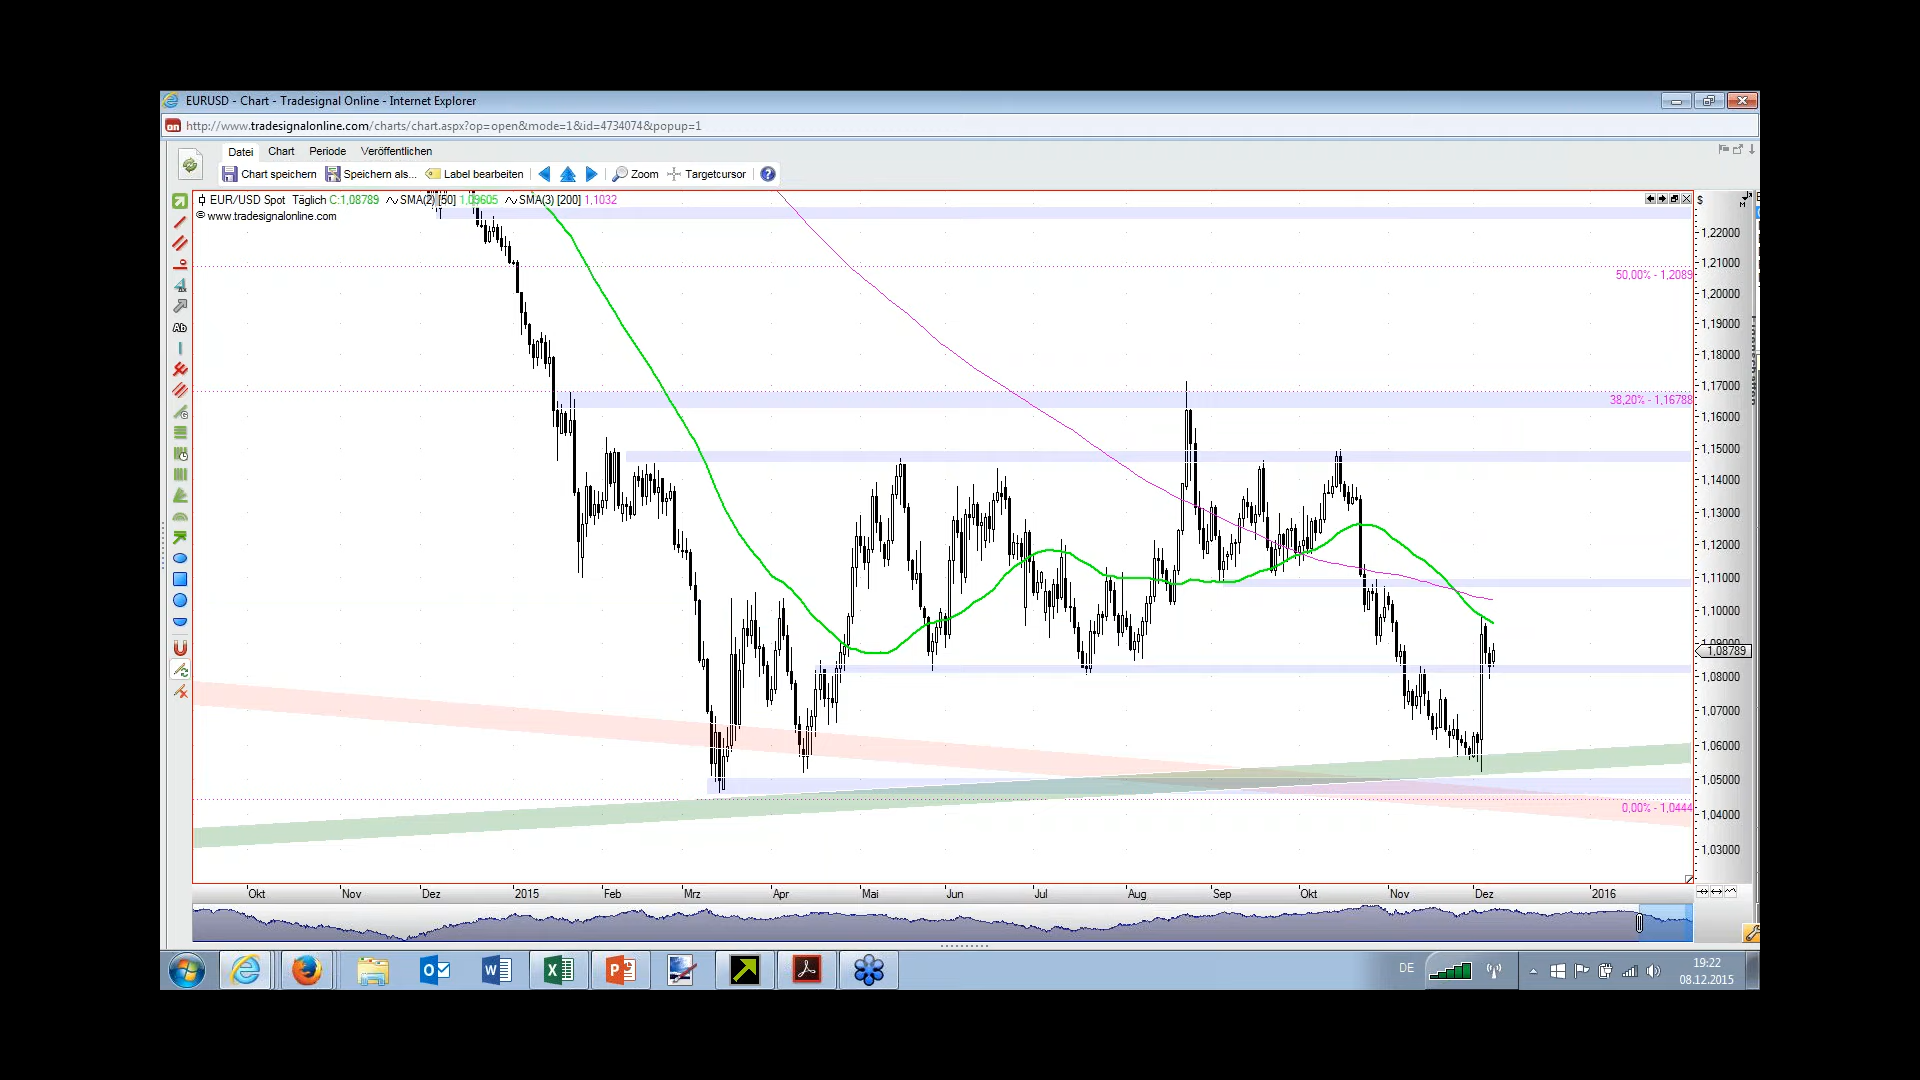 EURUSD - Chart - Tradesignal Online - Internet Explorer
on http://www.tradesignalonline.com/charts/chart.aspx?op=open&mode=1&id=4734074&popup=1
Datei Chart Periode Veröffentlichen
Chart speichern Speichern als... Label bearbeiten Zoom Targetcursor ?
EUR/USD Spot Täglich C:1,08789 SMA(2) [50] 1,09605 SMA(3) [200] 1,1032
© www.tradesignalonline.com
$
1,22000
1,21000
50,00% - 1,2089
1,20000
1,19000
1,18000
1,17000
38,20% - 1,16788
1,16000
1,15000
1,14000
1,13000
1,12000
1,11000
1,10000
1,09000
1,08789
1,08000
1,07000
1,06000
1,05000
0,00% - 1,0444
1,04000
1,03000
Ab
Okt Nov Dez 2015 Feb Mrz Apr Mai Jun Jul Aug Sep Okt Nov Dez 2016
DE
19:22
08.12.2015